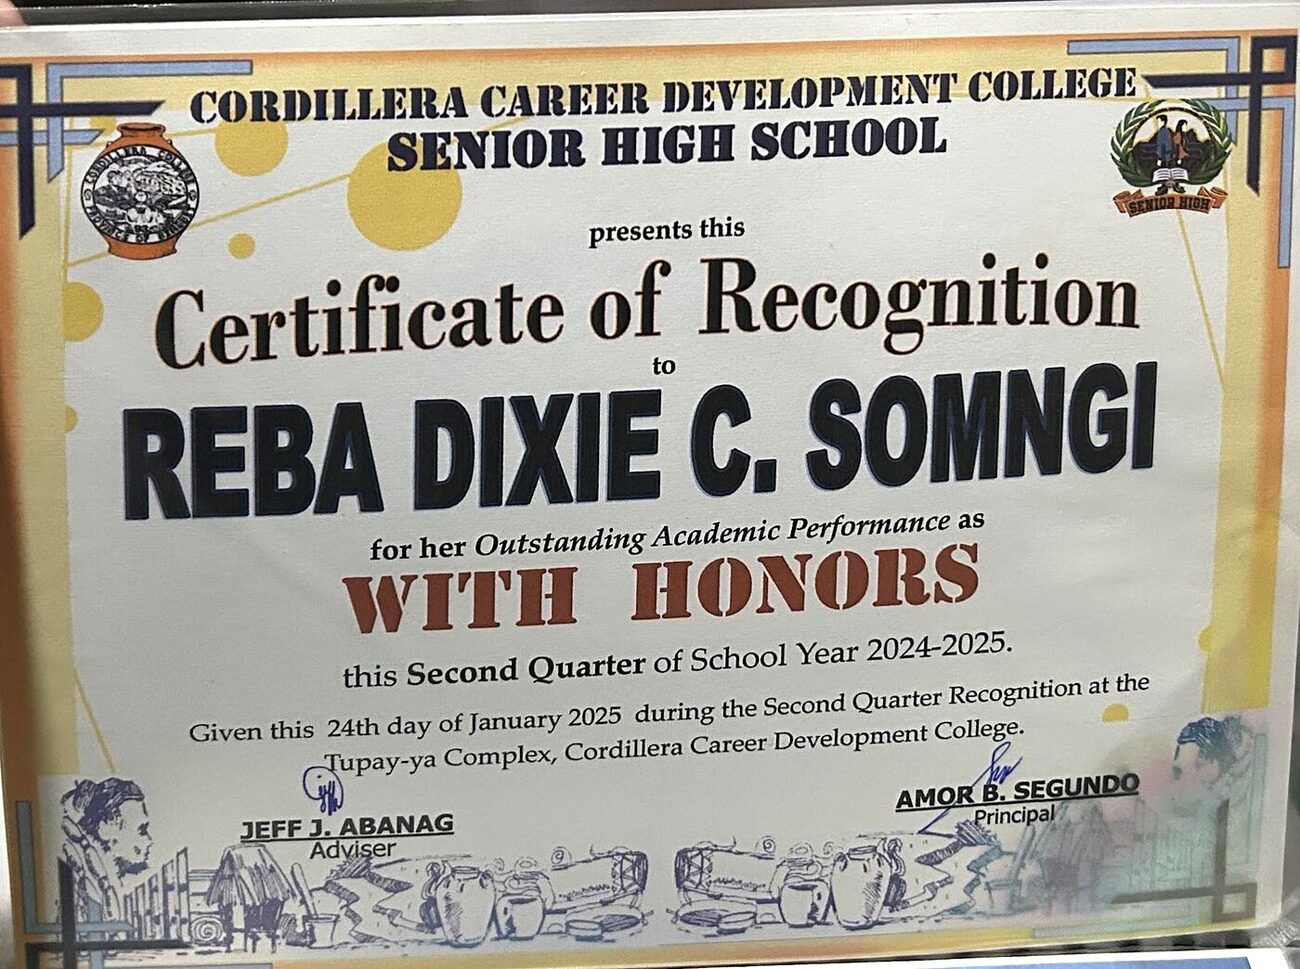 CORDILLERA CAREER DEVELOPMENT COLLEGE
SENIOR HIGH SCHOOL
CORDILLERA COLLEGE
SENIOR HIGH
presents this
Certificate of Recognition
to
REBA DIXIE C. SOMNGI
for her Outstanding Academic Performance as
WITH HONORS
this Second Quarter of School Year 2024-2025.
Given this 24th day of January 2025 during the Second Quarter Recognition at the
Tupay-ya Complex, Cordillera Career Development College.
JEFF J. ABANAG
Adviser
AMOR B. SEGUNDO
Principal